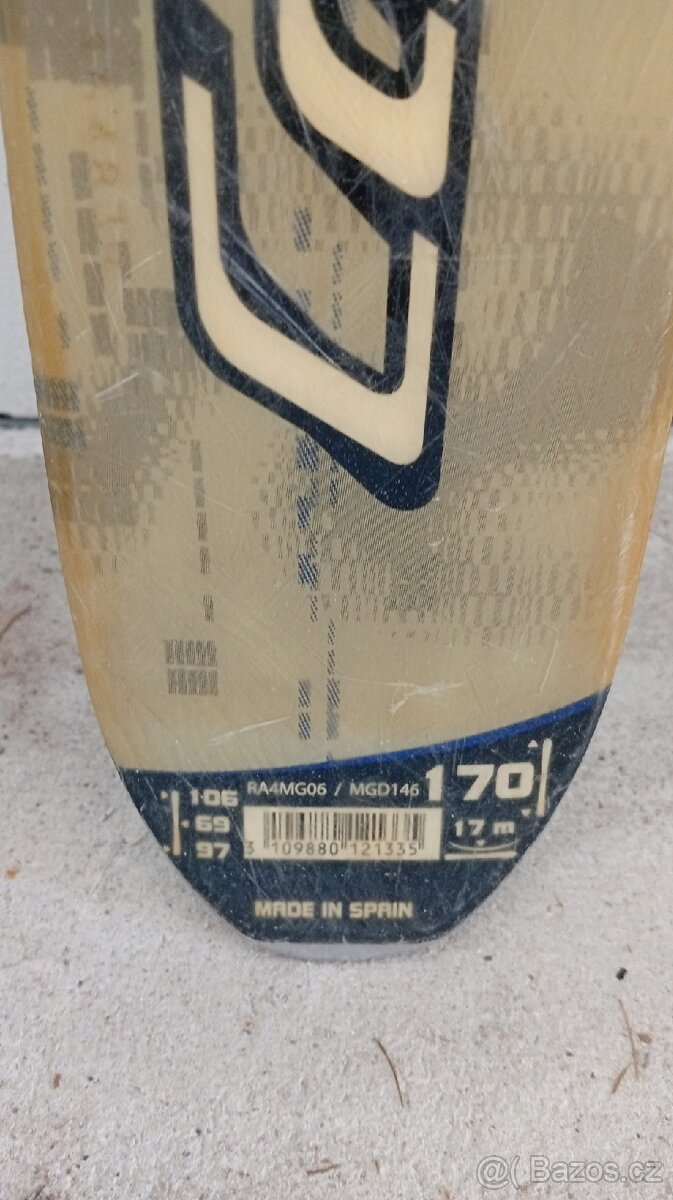 RA4MG06 / MGD146 170
106
69
97
17 m
3 109880 121335
MADE IN SPAIN
@( Bazos.cz